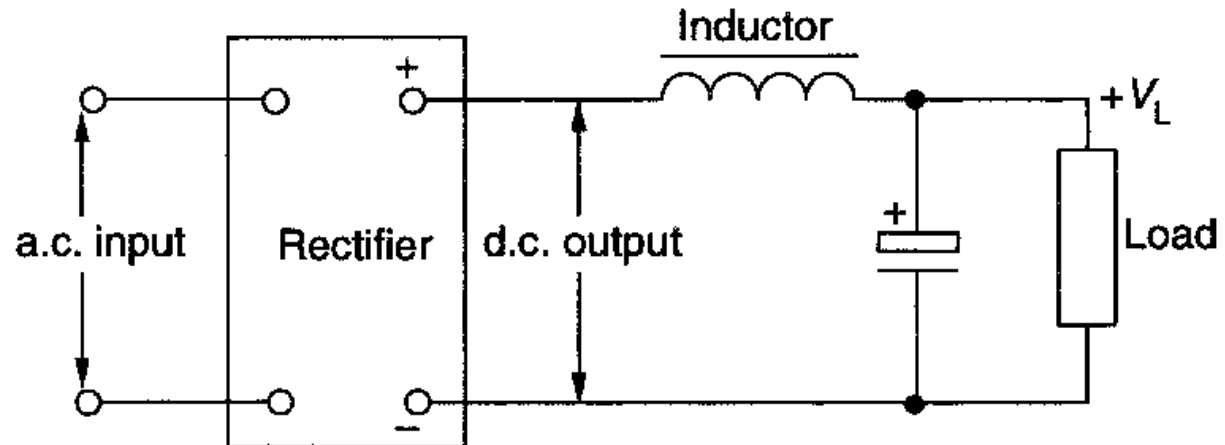 Inductor
+
+V_L
a.c. input
Rectifier
d.c. output
+
Load
−